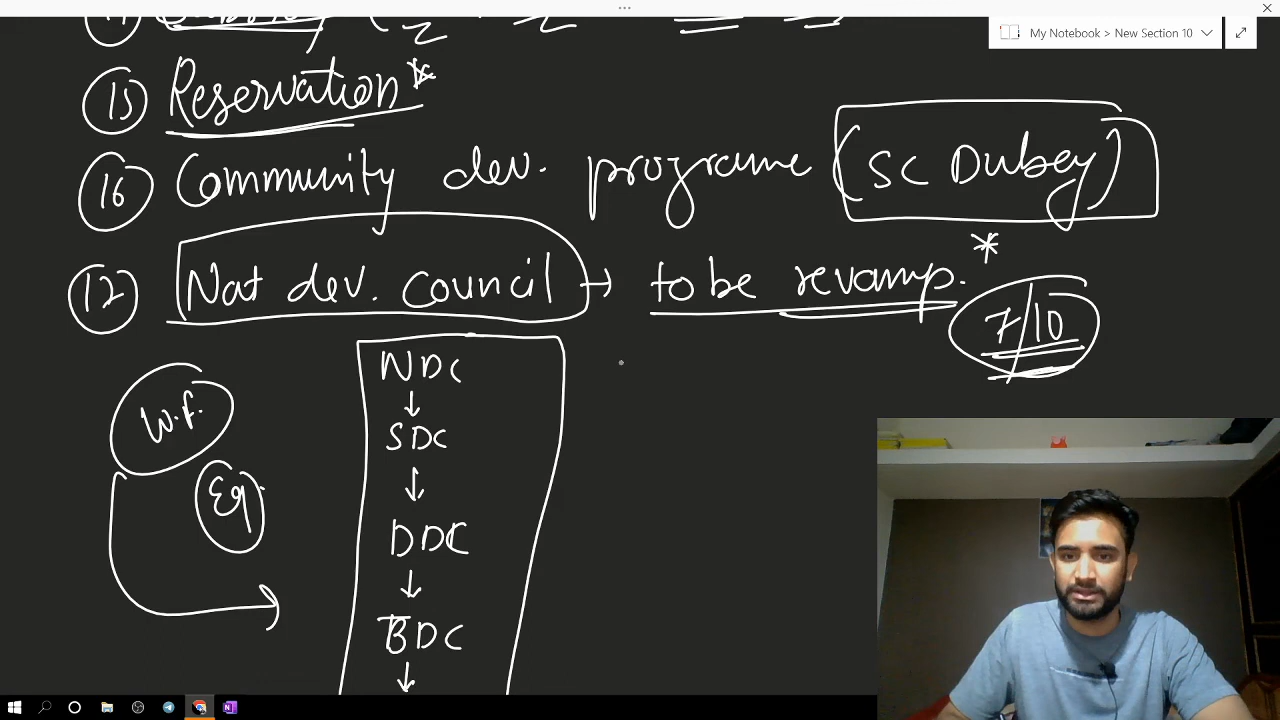 My Notebook > New Section 10
15 Reservation*
16 Community dev. programe (SC Dubey)
12 Nat dev. council → to be revamp. *
7/10
NDC
↓
SDC
↓
DDC
↓
BDC
↓
W.f.
Eq.